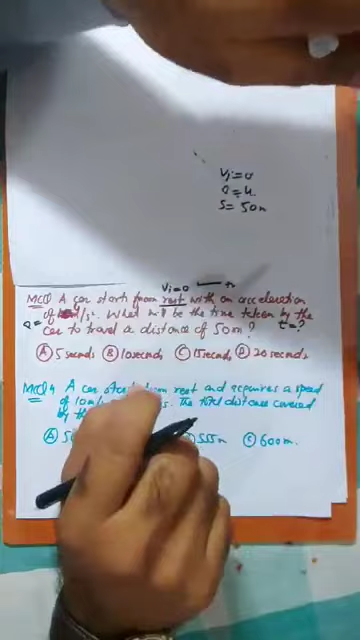 Vi=0
a=4
S= 50m
Vi=0
MCQ A car starts from rest with an acceleration
of m/s². What will be the time taken by the
a=
t=?
car to travel a distance of 50m?
(A) 5 seconds (B) 10 seconds (C) 15 seconds (D) 20 seconds
MCQ 4 A car starts from rest and acquires a speed
of 10m/ The total distance covered
by the
(A) 555m (C) 600m.